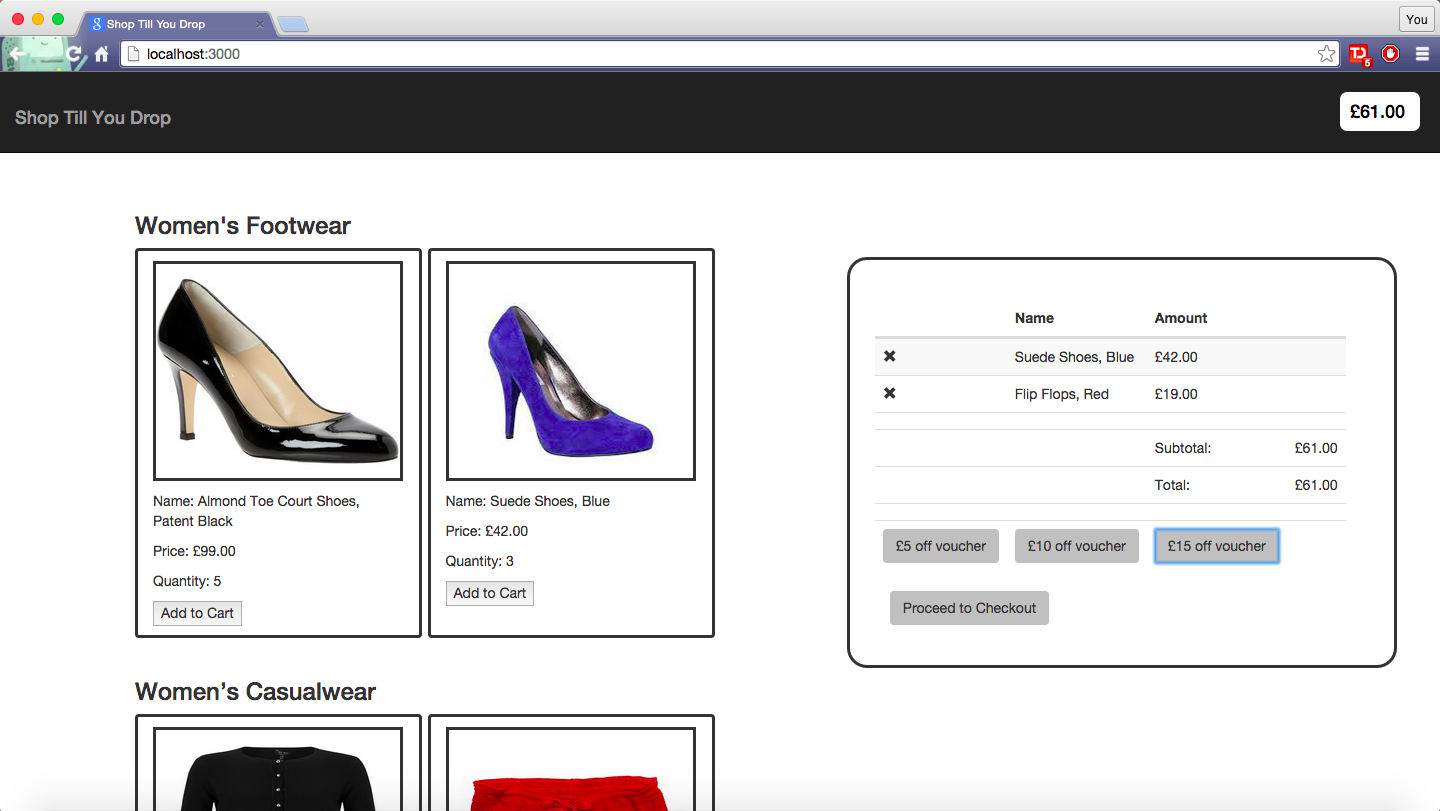 Shop Till You Drop
You
localhost:3000
5
Shop Till You Drop
£61.00
Women's Footwear
Name: Almond Toe Court Shoes,
Patent Black
Price: £99.00
Quantity: 5
Add to Cart
Name: Suede Shoes, Blue
Price: £42.00
Quantity: 3
Add to Cart
Women’s Casualwear
Name Amount
Suede Shoes, Blue £42.00
Flip Flops, Red £19.00
Subtotal: £61.00
Total: £61.00
£5 off voucher £10 off voucher £15 off voucher
Proceed to Checkout